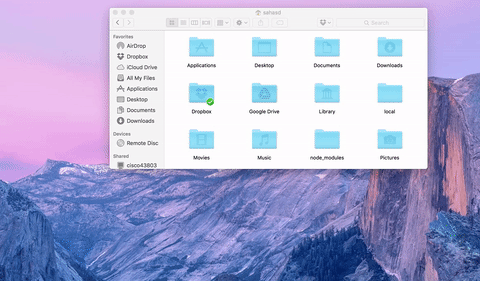 saheed
Search
Favorites
AirDrop
Dropbox
iCloud Drive
All My Files
Applications
Desktop
Documents
Downloads
Devices
Remote Disc
Shared
cisco43803
Applications
Desktop
Documents
Downloads
Dropbox
Google Drive
Library
local
Movies
Music
node_modules
Pictures